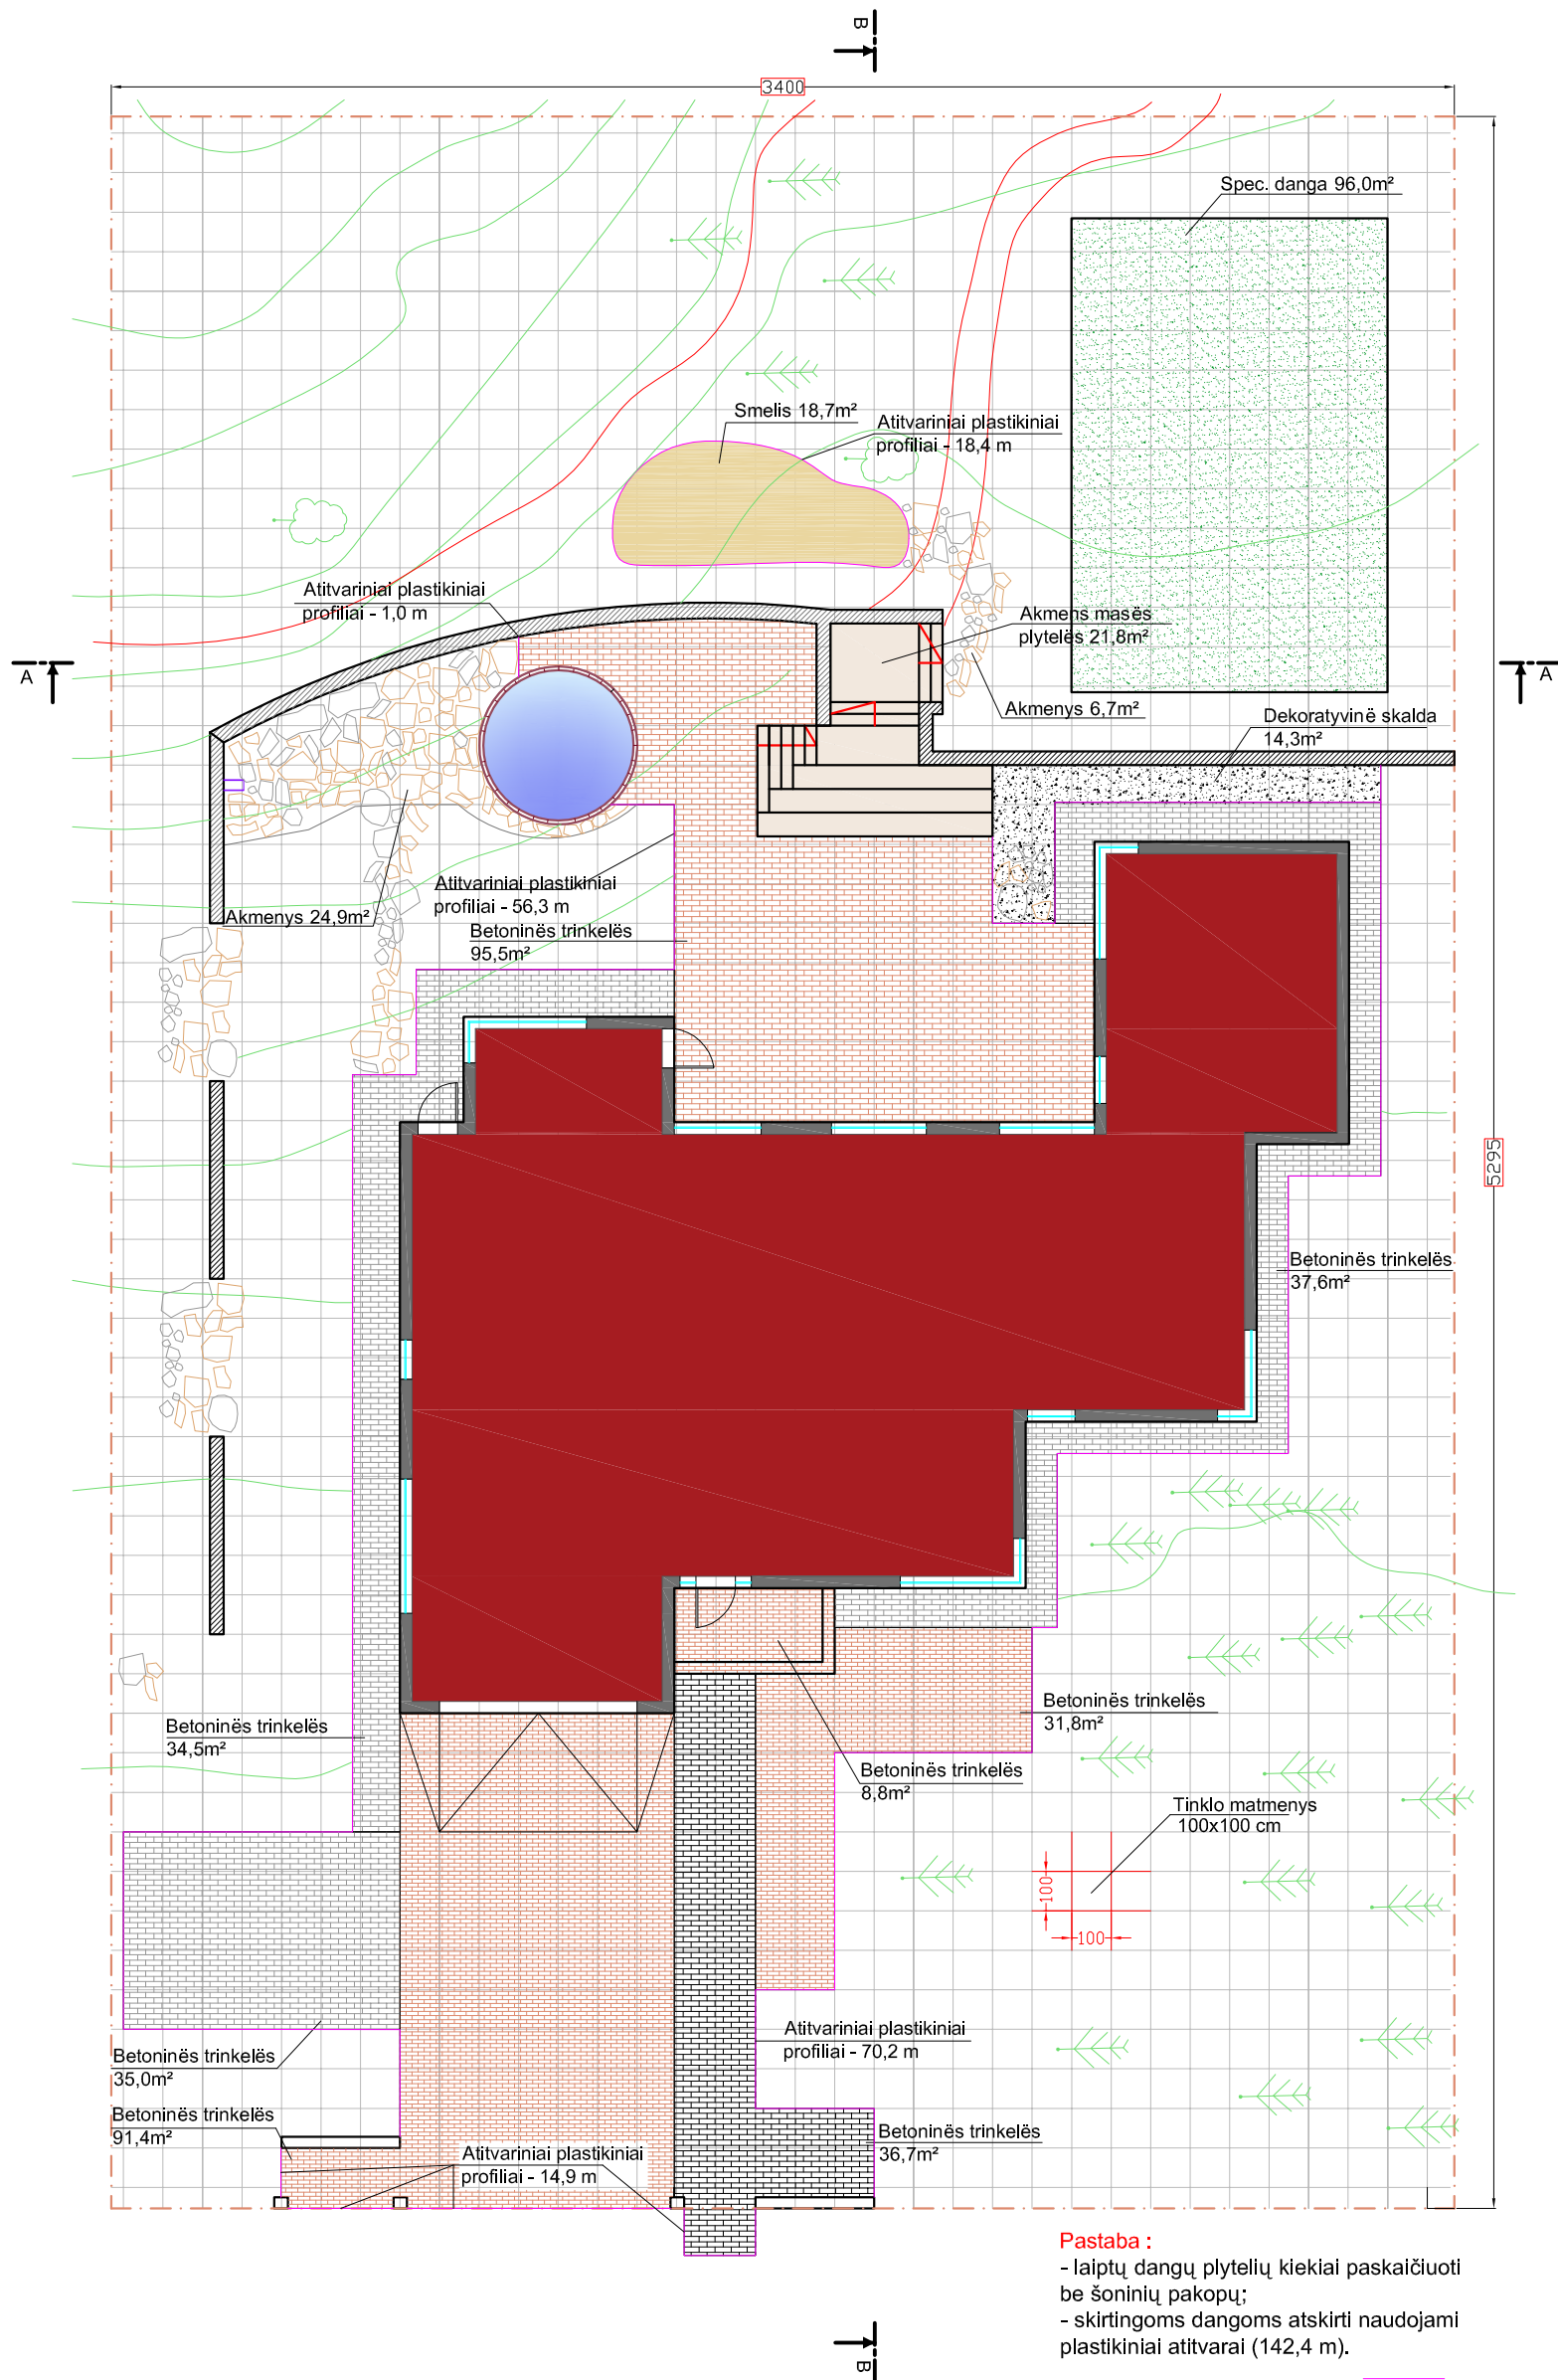 B
3400
Spec. danga 96,0m²
Smelis 18,7m²
Atitvariniai plastikiniai
profiliai - 18,4 m
Atitvariniai plastikiniai
profiliai - 1,0 m
Akmens masės
plytelės 21,8m²
A
A
Akmenys 6,7m²
Dekoratyvinė skalda
14,3m²
Atitvariniai plastikiniai
profiliai - 56,3 m
Akmenys 24,9m²
Betoninės trinkelės
95,5m²
5295
Betoninės trinkelės
37,6m²
Betoninės trinkelės
31,8m²
Betoninės trinkelės
34,5m²
Betoninės trinkelės
8,8m²
Tinklo matmenys
100x100 cm
100
100
Atitvariniai plastikiniai
profiliai - 70,2 m
Betoninės trinkelės
35,0m²
Betoninės trinkelės
91,4m²
Betoninės trinkelės
36,7m²
Atitvariniai plastikiniai
profiliai - 14,9 m
Pastaba :
- laiptų dangų plytelių kiekiai paskaičiuoti
be šoninių pakopų;
- skirtingoms dangoms atskirti naudojami
plastikiniai atitvarai (142,4 m).
B